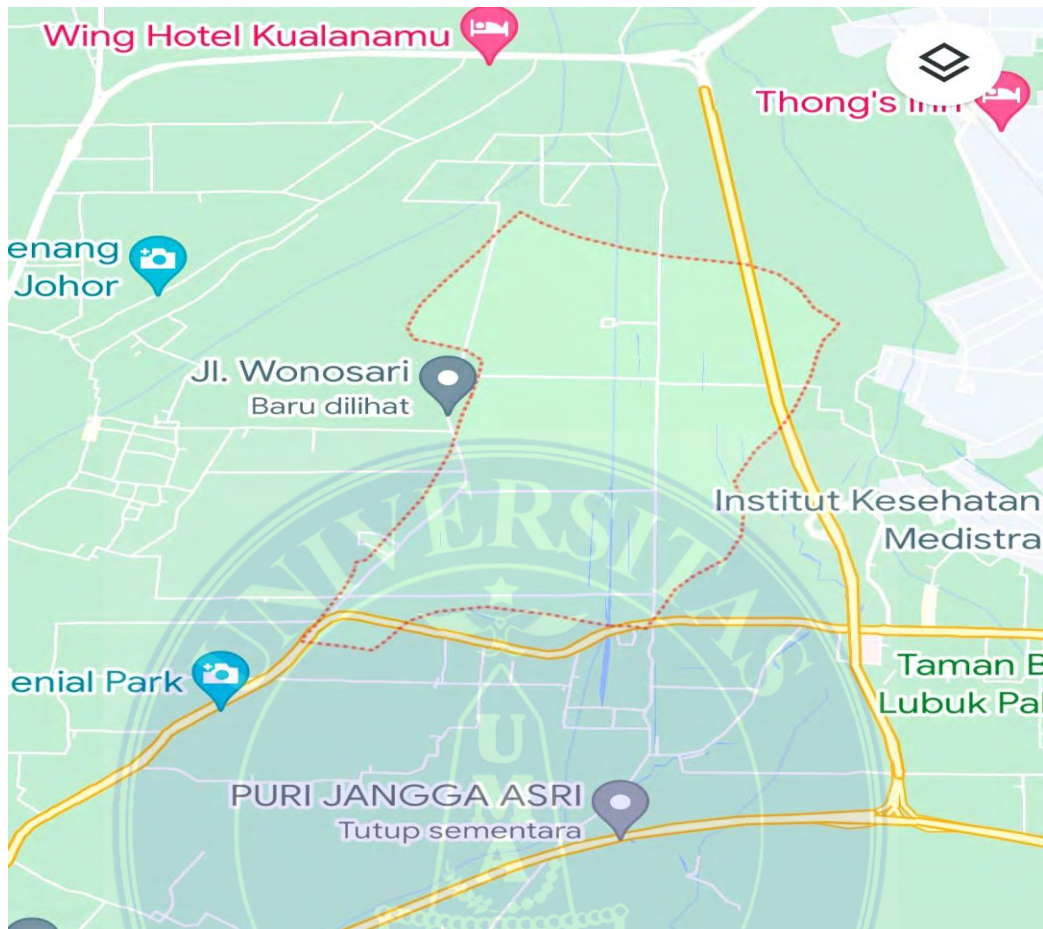 Wing Hotel Kualanamu
Thong's Inn
enang
Johor
Jl. Wonosari
Baru dilihat
Institut Kesehatan
Medistra
enial Park
Taman B
Lubuk Pa
PURI JANGGA ASRI
Tutup sementara
UNIVERSITAS
U
M
A